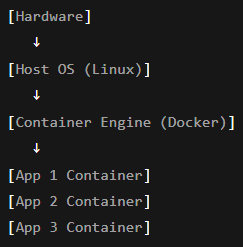 [Hardware]
↓
[Host OS (Linux)]
↓
[Container Engine (Docker)]
↓
[App 1 Container]
[App 2 Container]
[App 3 Container]